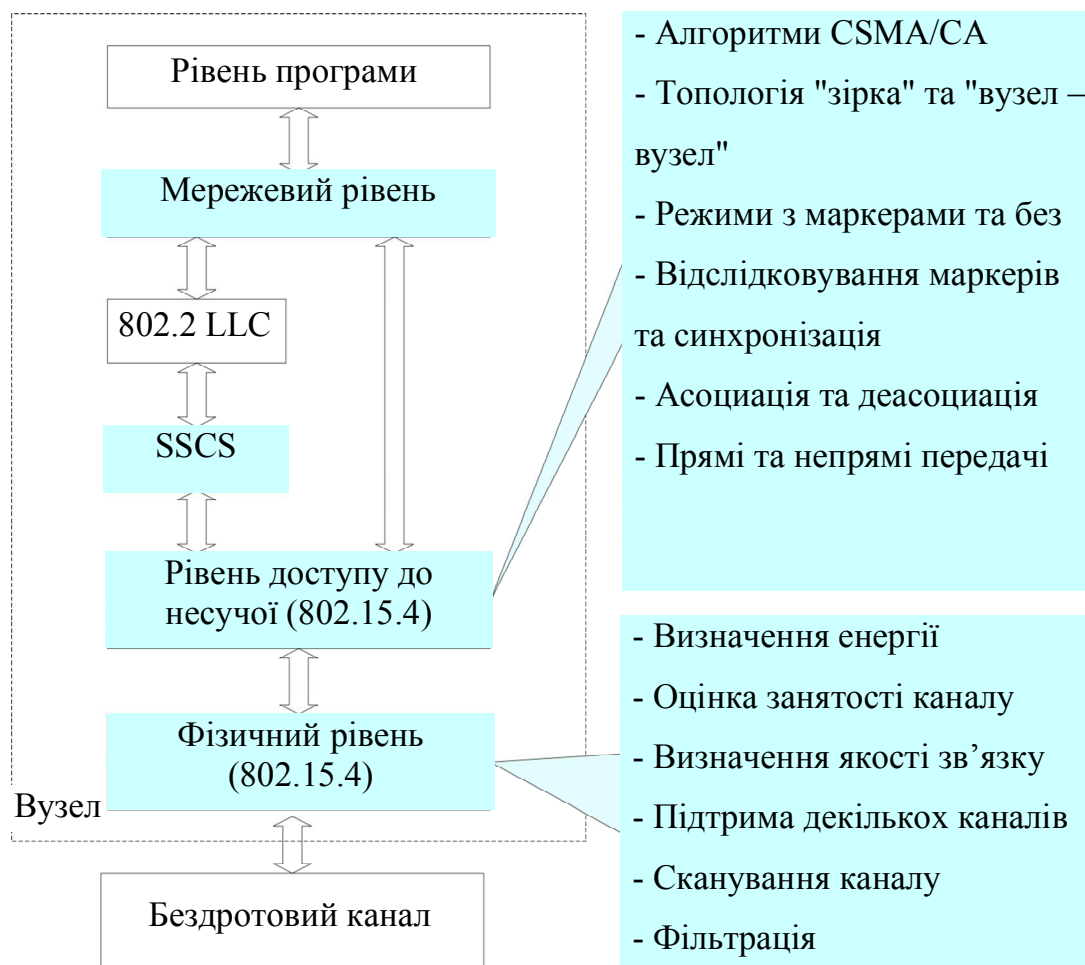 Рівень програми
Мережевий рівень
802.2 LLC
SSCS
Рівень доступу до
несучої (802.15.4)
Фізичний рівень
(802.15.4)
Вузел
Бездротовий канал
- Алгоритми CSMA/CA
- Топологія "зірка" та "вузел –
вузел"
- Режими з маркерами та без
- Відслідковування маркерів
та синхронізація
- Асоциація та деасоциація
- Прямі та непрямі передачі
- Визначення енергії
- Оцінка занятості каналу
- Визначення якості зв’язку
- Підтрима декількох каналів
- Сканування каналу
- Фільтрація